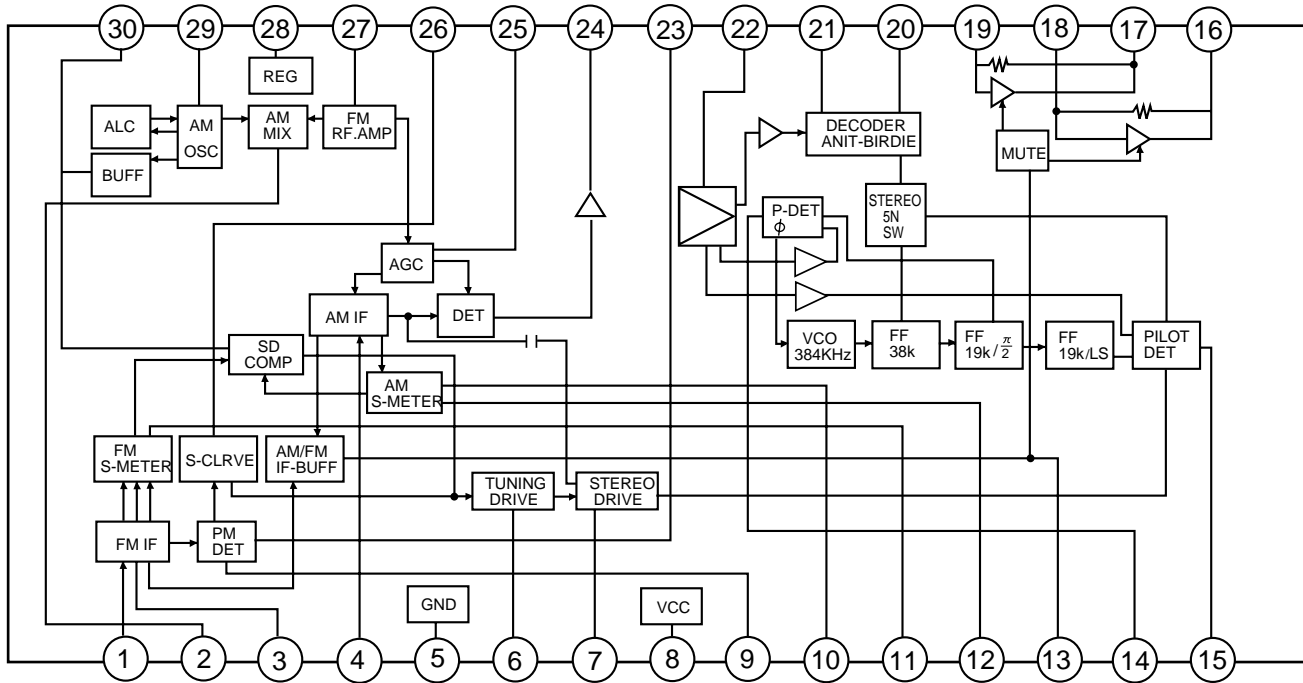 30 29 28 27 26 25 24 23 22 21 20 19 18 17 16
REG
ALC
AM
OSC
AM
MIX
FM
RF.AMP
BUFF
DECODER
ANIT-BIRDIE
MUTE
STEREO
5N
SW
P-DET
ϕ
AGC
AM IF
DET
SD
COMP
AM
S-METER
VCO
384KHz
FF
38k
FF
19k/π/2
FF
19k/LS
PILOT
DET
FM
S-METER
S-CLRVE
AM/FM
IF-BUFF
TUNING
DRIVE
STEREO
DRIVE
FM IF
PM
DET
GND
VCC
1 2 3 4 5 6 7 8 9 10 11 12 13 14 15